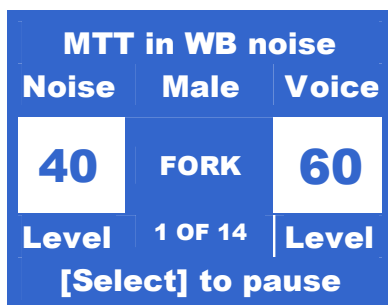 MTT in WB noise
Noise Male Voice
40 FORK 60
Level 1 OF 14 Level
[Select] to pause